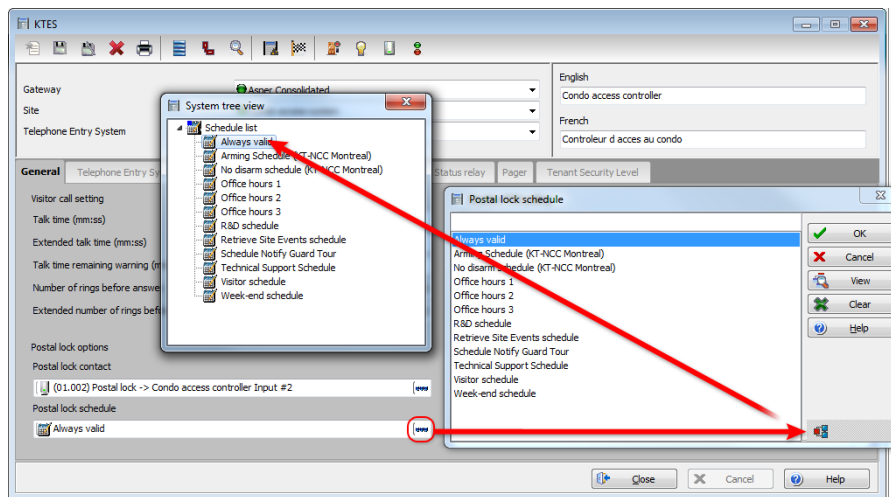 KTES
Gateway
Asper Consolidated
Site
Telephone Entry System
English
Condo access controller
French
Controleur d acces au condo
General
Telephone Entry Sy
Status relay
Pager
Tenant Security Level
Visitor call setting
Talk time (mm:ss)
Extended talk time (mm:ss)
Talk time remaining warning (m
Number of rings before answe
Extended number of rings befo
Postal lock options
Postal lock contact
(01.002) Postal lock -> Condo access controller Input #2
Postal lock schedule
Always valid
System tree view
Schedule list
Always valid
Arming Schedule (KT-NCC Montreal)
No disarm schedule (KT-NCC Montreal)
Office hours 1
Office hours 2
Office hours 3
R&D schedule
Retrieve Site Events schedule
Schedule Notify Guard Tour
Technical Support Schedule
Visitor schedule
Week-end schedule
Postal lock schedule
Always valid
Arming Schedule (KT-NCC Montreal)
No disarm schedule (KT-NCC Montreal)
Office hours 1
Office hours 2
Office hours 3
R&D schedule
Retrieve Site Events schedule
Schedule Notify Guard Tour
Technical Support Schedule
Visitor schedule
Week-end schedule
OK
Cancel
View
Clear
Help
Close
Cancel
Help